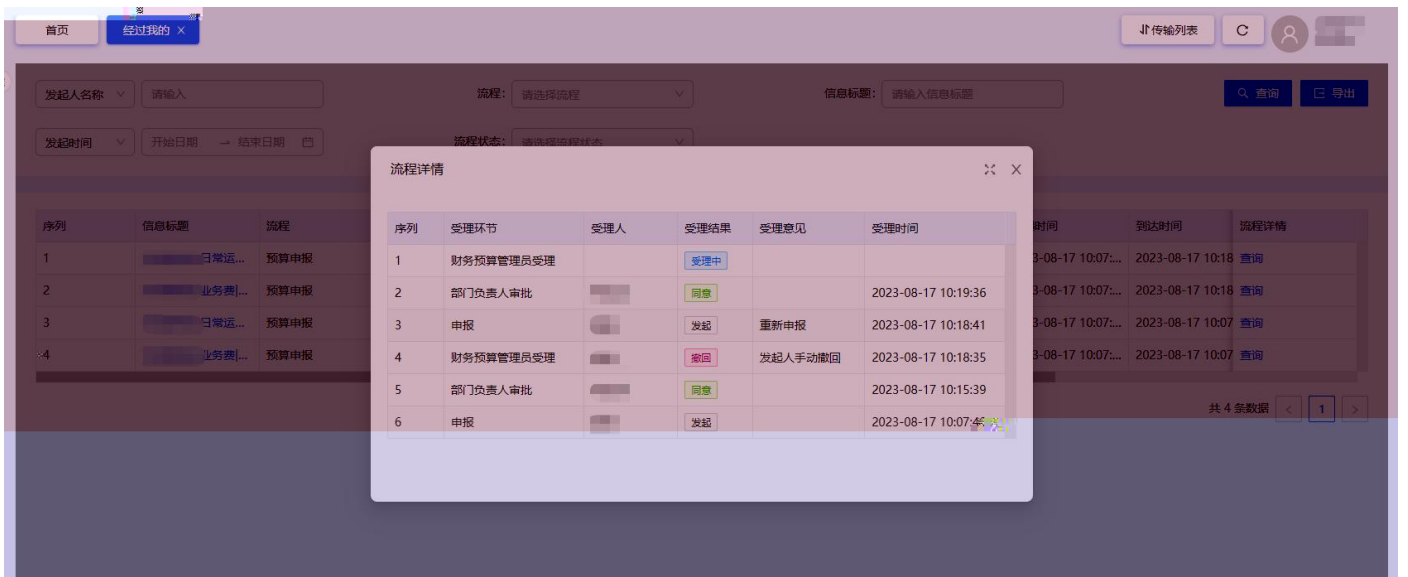 首页 经过我的 × 传输列表
发起人名称 请输入 流程： 请选择流程 信息标题： 请输入信息标题 查询 导出
发起时间 开始日期 → 结束日期 流程状态： 请选择流程状态
流程详情
序列 信息标题 流程 时间 到达时间 流程详情
序列 受理环节 受理人 受理结果 受理意见 受理时间
1 日常运... 预算申报 3-08-17 10:07:... 2023-08-17 10:18 查询
1 财务预算管理员受理 受理中
2 业务费|... 预算申报 3-08-17 10:07:... 2023-08-17 10:18 查询
2 部门负责人审批 同意 2023-08-17 10:19:36
3 日常运... 预算申报 3-08-17 10:07:... 2023-08-17 10:07 查询
3 申报 发起 重新申报 2023-08-17 10:18:41
4 业务费|... 预算申报 3-08-17 10:07:... 2023-08-17 10:07 查询
4 财务预算管理员受理 撤回 发起人手动撤回 2023-08-17 10:18:35
5 部门负责人审批 同意 2023-08-17 10:15:39
6 申报 发起 2023-08-17 10:07:4
共 4 条数据 < 1 >